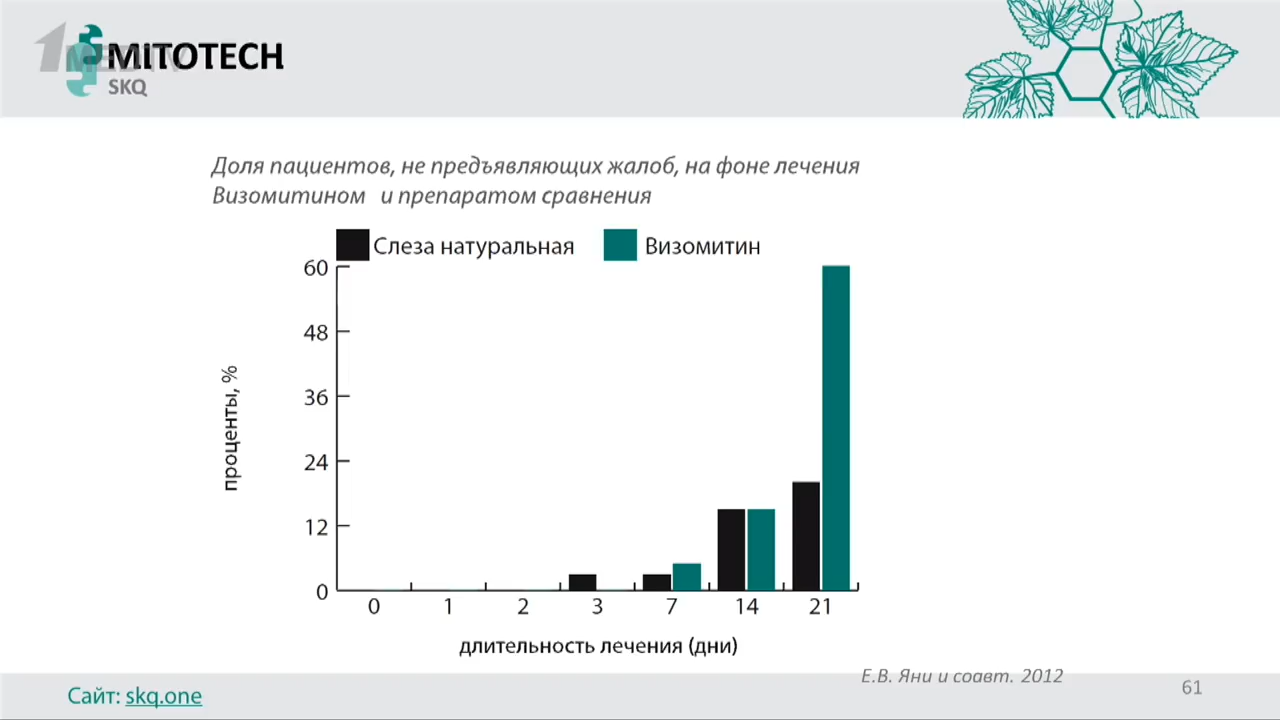 1MEDTV
MITOTECH
SKQ
Доля пациентов, не предъявляющих жалоб, на фоне лечения
Визомитином и препаратом сравнения
Слеза натуральная Визомитин
60
48
36
24
12
0
проценты, %
0 1 2 3 7 14 21
длительность лечения (дни)
Е.В. Яни и соавт. 2012
61
Сайт: skq.one